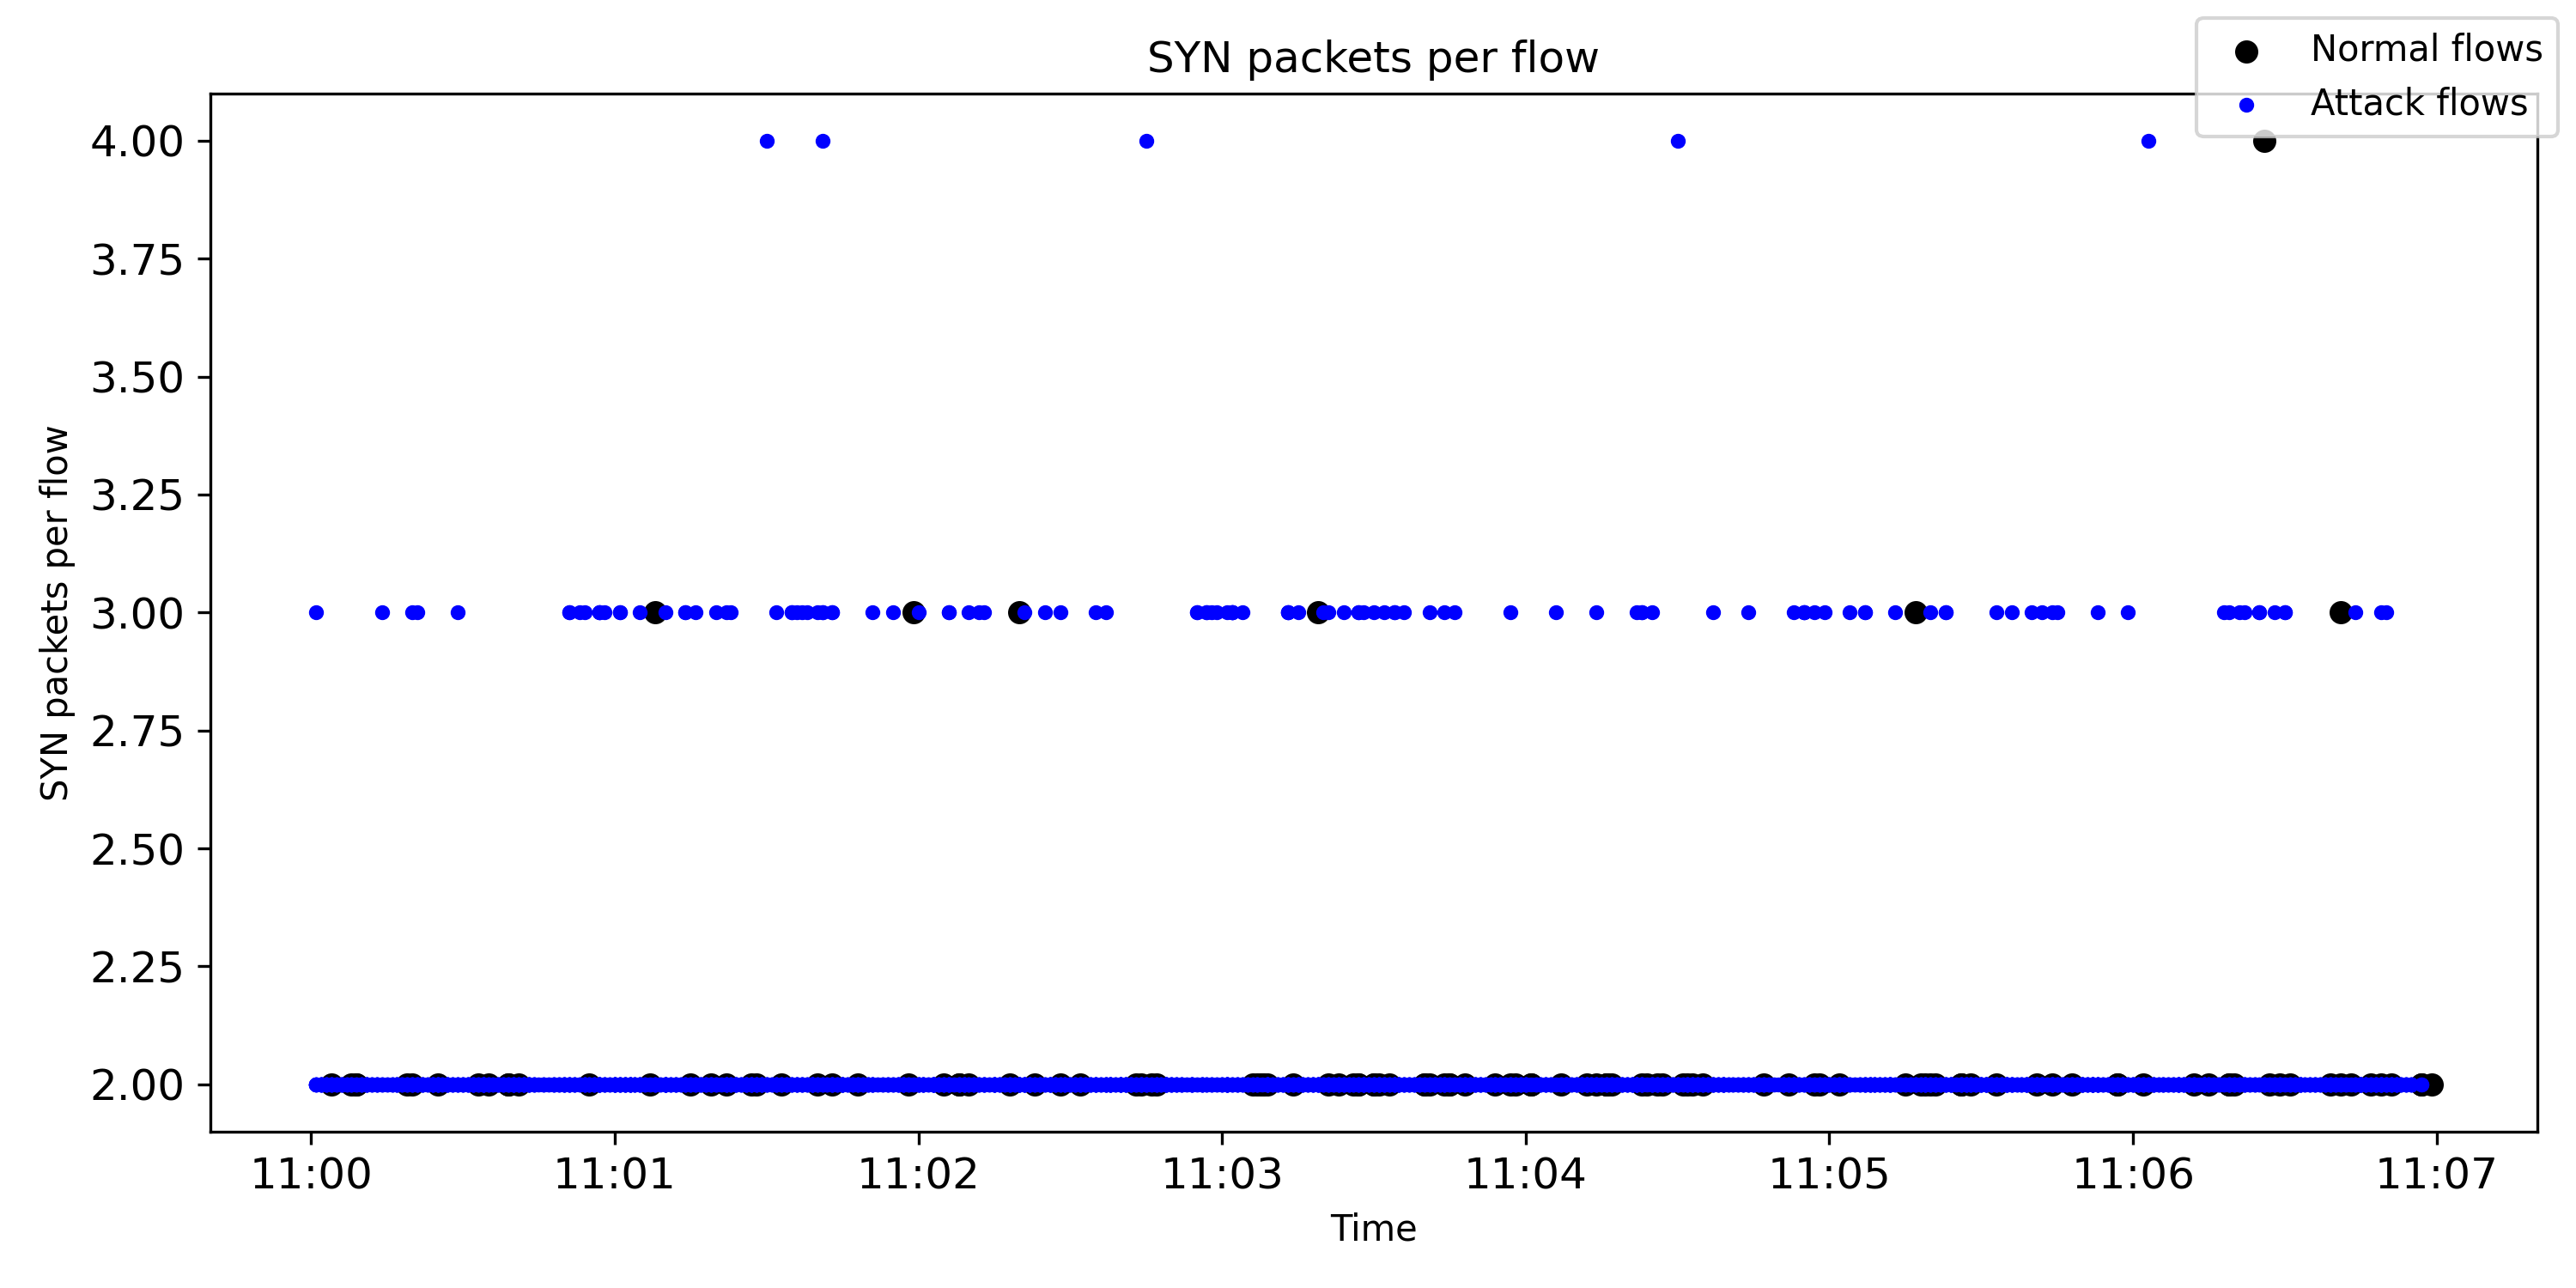 SYN packets per flow
Normal flows
Attack flows
SYN packets per flow
4.00
3.75
3.50
3.25
3.00
2.75
2.50
2.25
2.00
11:00 11:01 11:02 11:03 11:04 11:05 11:06 11:07
Time